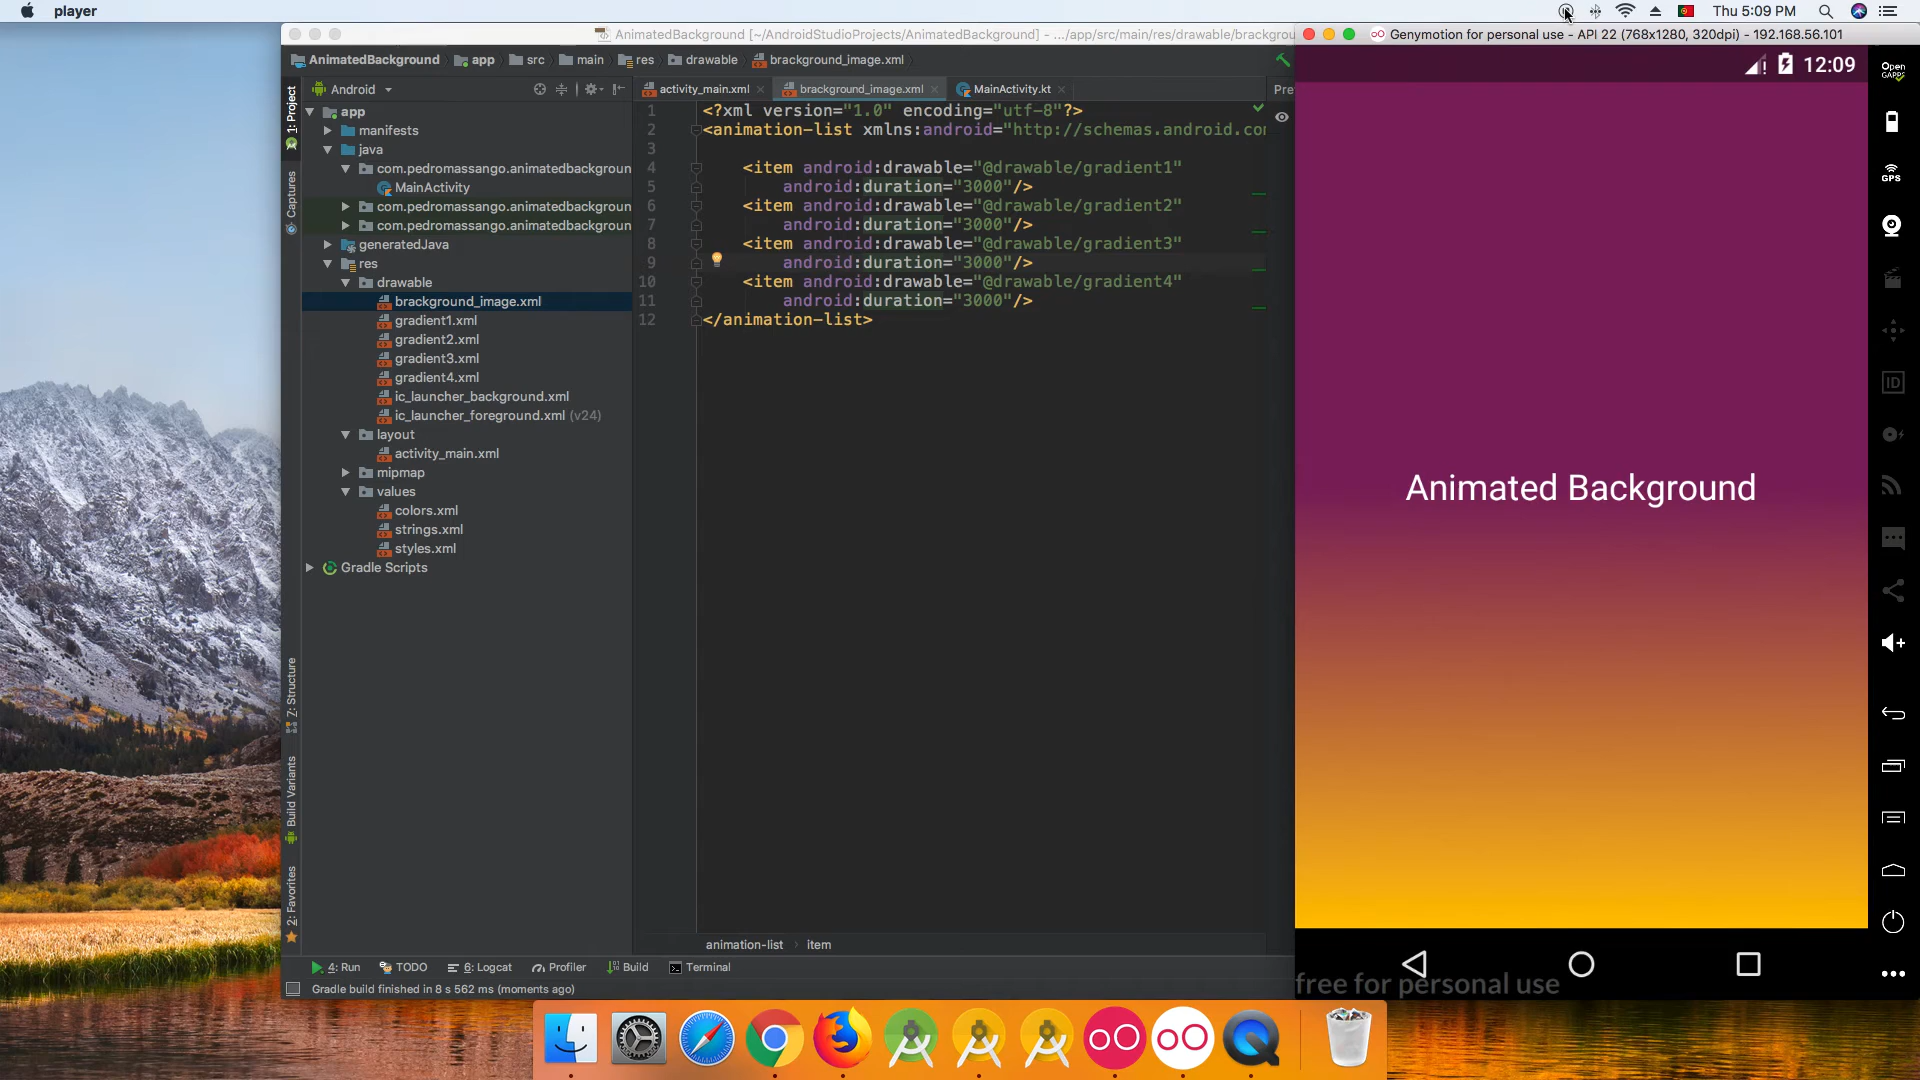 player
Thu 5:09 PM
AnimatedBackground [~/AndroidStudioProjects/AnimatedBackground] - .../app/src/main/res/drawable/brackgrou
Genymotion for personal use - API 22 (768x1280, 320dpi) - 192.168.56.101
AnimatedBackground
app
src
main
res
drawable
brackground_image.xml
Android
activity_main.xml
brackground_image.xml
MainActivity.kt
Pre
1: Project
Captures
Z: Structure
Build Variants
2: Favorites
app
manifests
java
com.pedromassango.animatedbackgroun
MainActivity
com.pedromassango.animatedbackgroun
com.pedromassango.animatedbackgroun
generatedJava
res
drawable
brackground_image.xml
gradient1.xml
gradient2.xml
gradient3.xml
gradient4.xml
ic_launcher_background.xml
ic_launcher_foreground.xml (v24)
layout
activity_main.xml
mipmap
values
colors.xml
strings.xml
styles.xml
Gradle Scripts
1 <?xml version="1.0" encoding="utf-8"?>
2 <animation-list xmlns:android="http://schemas.android.co
3
4 <item android:drawable="@drawable/gradient1"
5 android:duration="3000"/>
6 <item android:drawable="@drawable/gradient2"
7 android:duration="3000"/>
8 <item android:drawable="@drawable/gradient3"
9 android:duration="3000"/>
10 <item android:drawable="@drawable/gradient4"
11 android:duration="3000"/>
12 </animation-list>
animation-list
item
4: Run
TODO
6: Logcat
Profiler
Build
Terminal
Gradle build finished in 8 s 562 ms (moments ago)
12:09
Animated Background
free for personal use
Open
GAPPS
GPS
ID